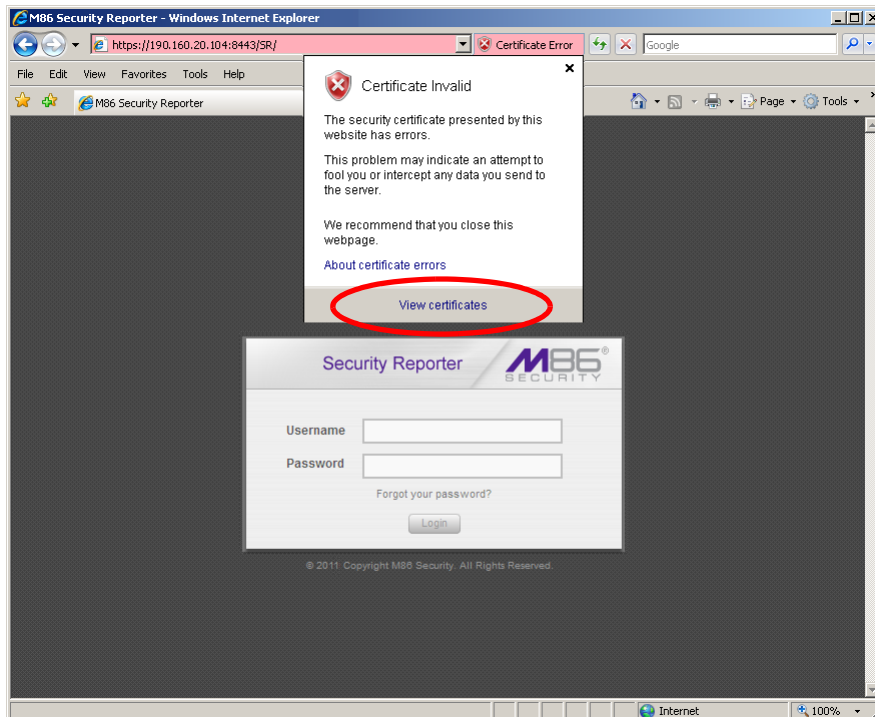 M86 Security Reporter - Windows Internet Explorer
https://190.160.20.104:8443/SR/
Certificate Error
Google
File Edit View Favorites Tools Help
M86 Security Reporter
Page
Tools
Certificate Invalid
The security certificate presented by this
website has errors.
This problem may indicate an attempt to
fool you or intercept any data you send to
the server.
We recommend that you close this
webpage.
About certificate errors
View certificates
Security Reporter
M86®
SECURITY
Username
Password
Forgot your password?
Login
© 2011 Copyright M86 Security. All Rights Reserved.
Internet
100%